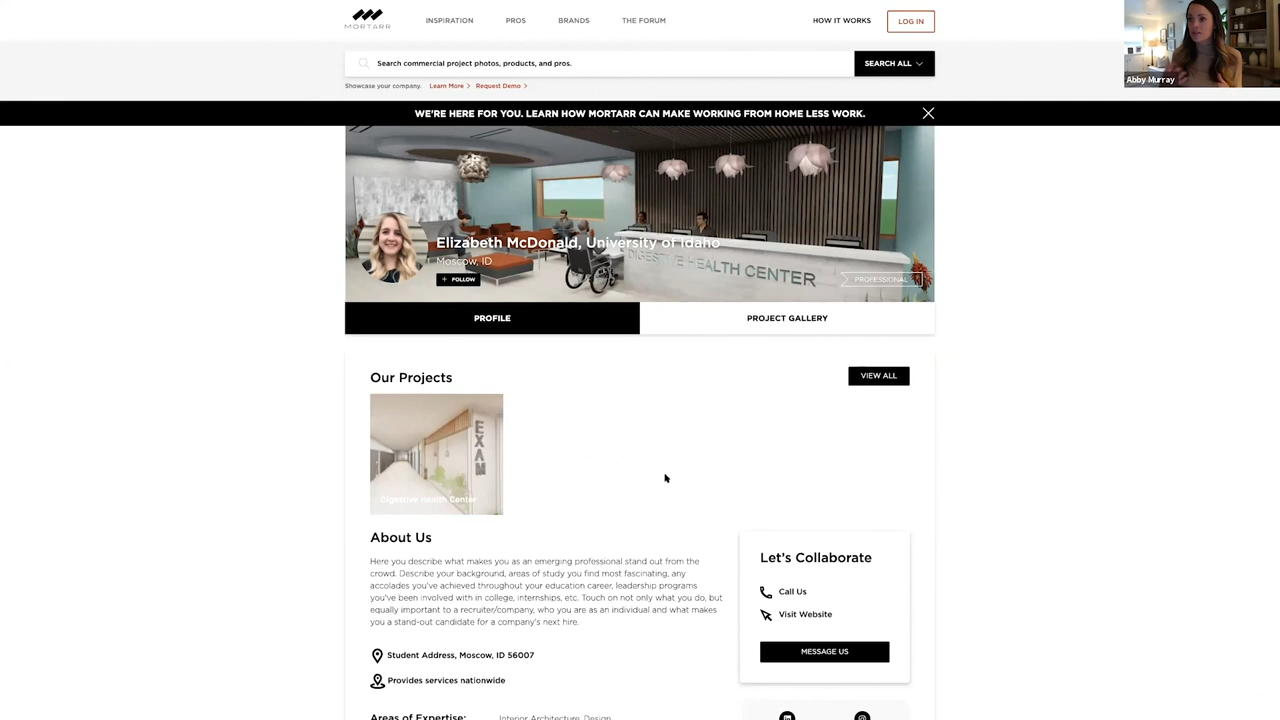 MORTARR
INSPIRATION
PROS
BRANDS
THE FORUM
HOW IT WORKS
LOG IN
Search commercial project photos, products, and pros.
SEARCH ALL
Showcase your company. Learn More > Request Demo >
Abby Murray
WE'RE HERE FOR YOU. LEARN HOW MORTARR CAN MAKE WORKING FROM HOME LESS WORK.
Elizabeth McDonald, University of Idaho
Moscow, ID
+ FOLLOW
DIGESTIVE HEALTH CENTER
PROFESSIONAL
PROFILE
PROJECT GALLERY
Our Projects
VIEW ALL
EXAM
Digestive Health Center
About Us
Here you describe what makes you as an emerging professional stand out from the
crowd. Describe your background, areas of study you find most fascinating, any
accolades you've achieved throughout your education career, leadership programs
you've been involved with in college, internships, etc. Touch on not only what you do, but
equally important to a recruiter/company, who you are as an individual and what makes
you a stand-out candidate for a company's next hire.
Let's Collaborate
Call Us
Visit Website
MESSAGE US
Student Address, Moscow, ID 56007
Provides services nationwide
Areas of Expertise: Interior Architecture, Design